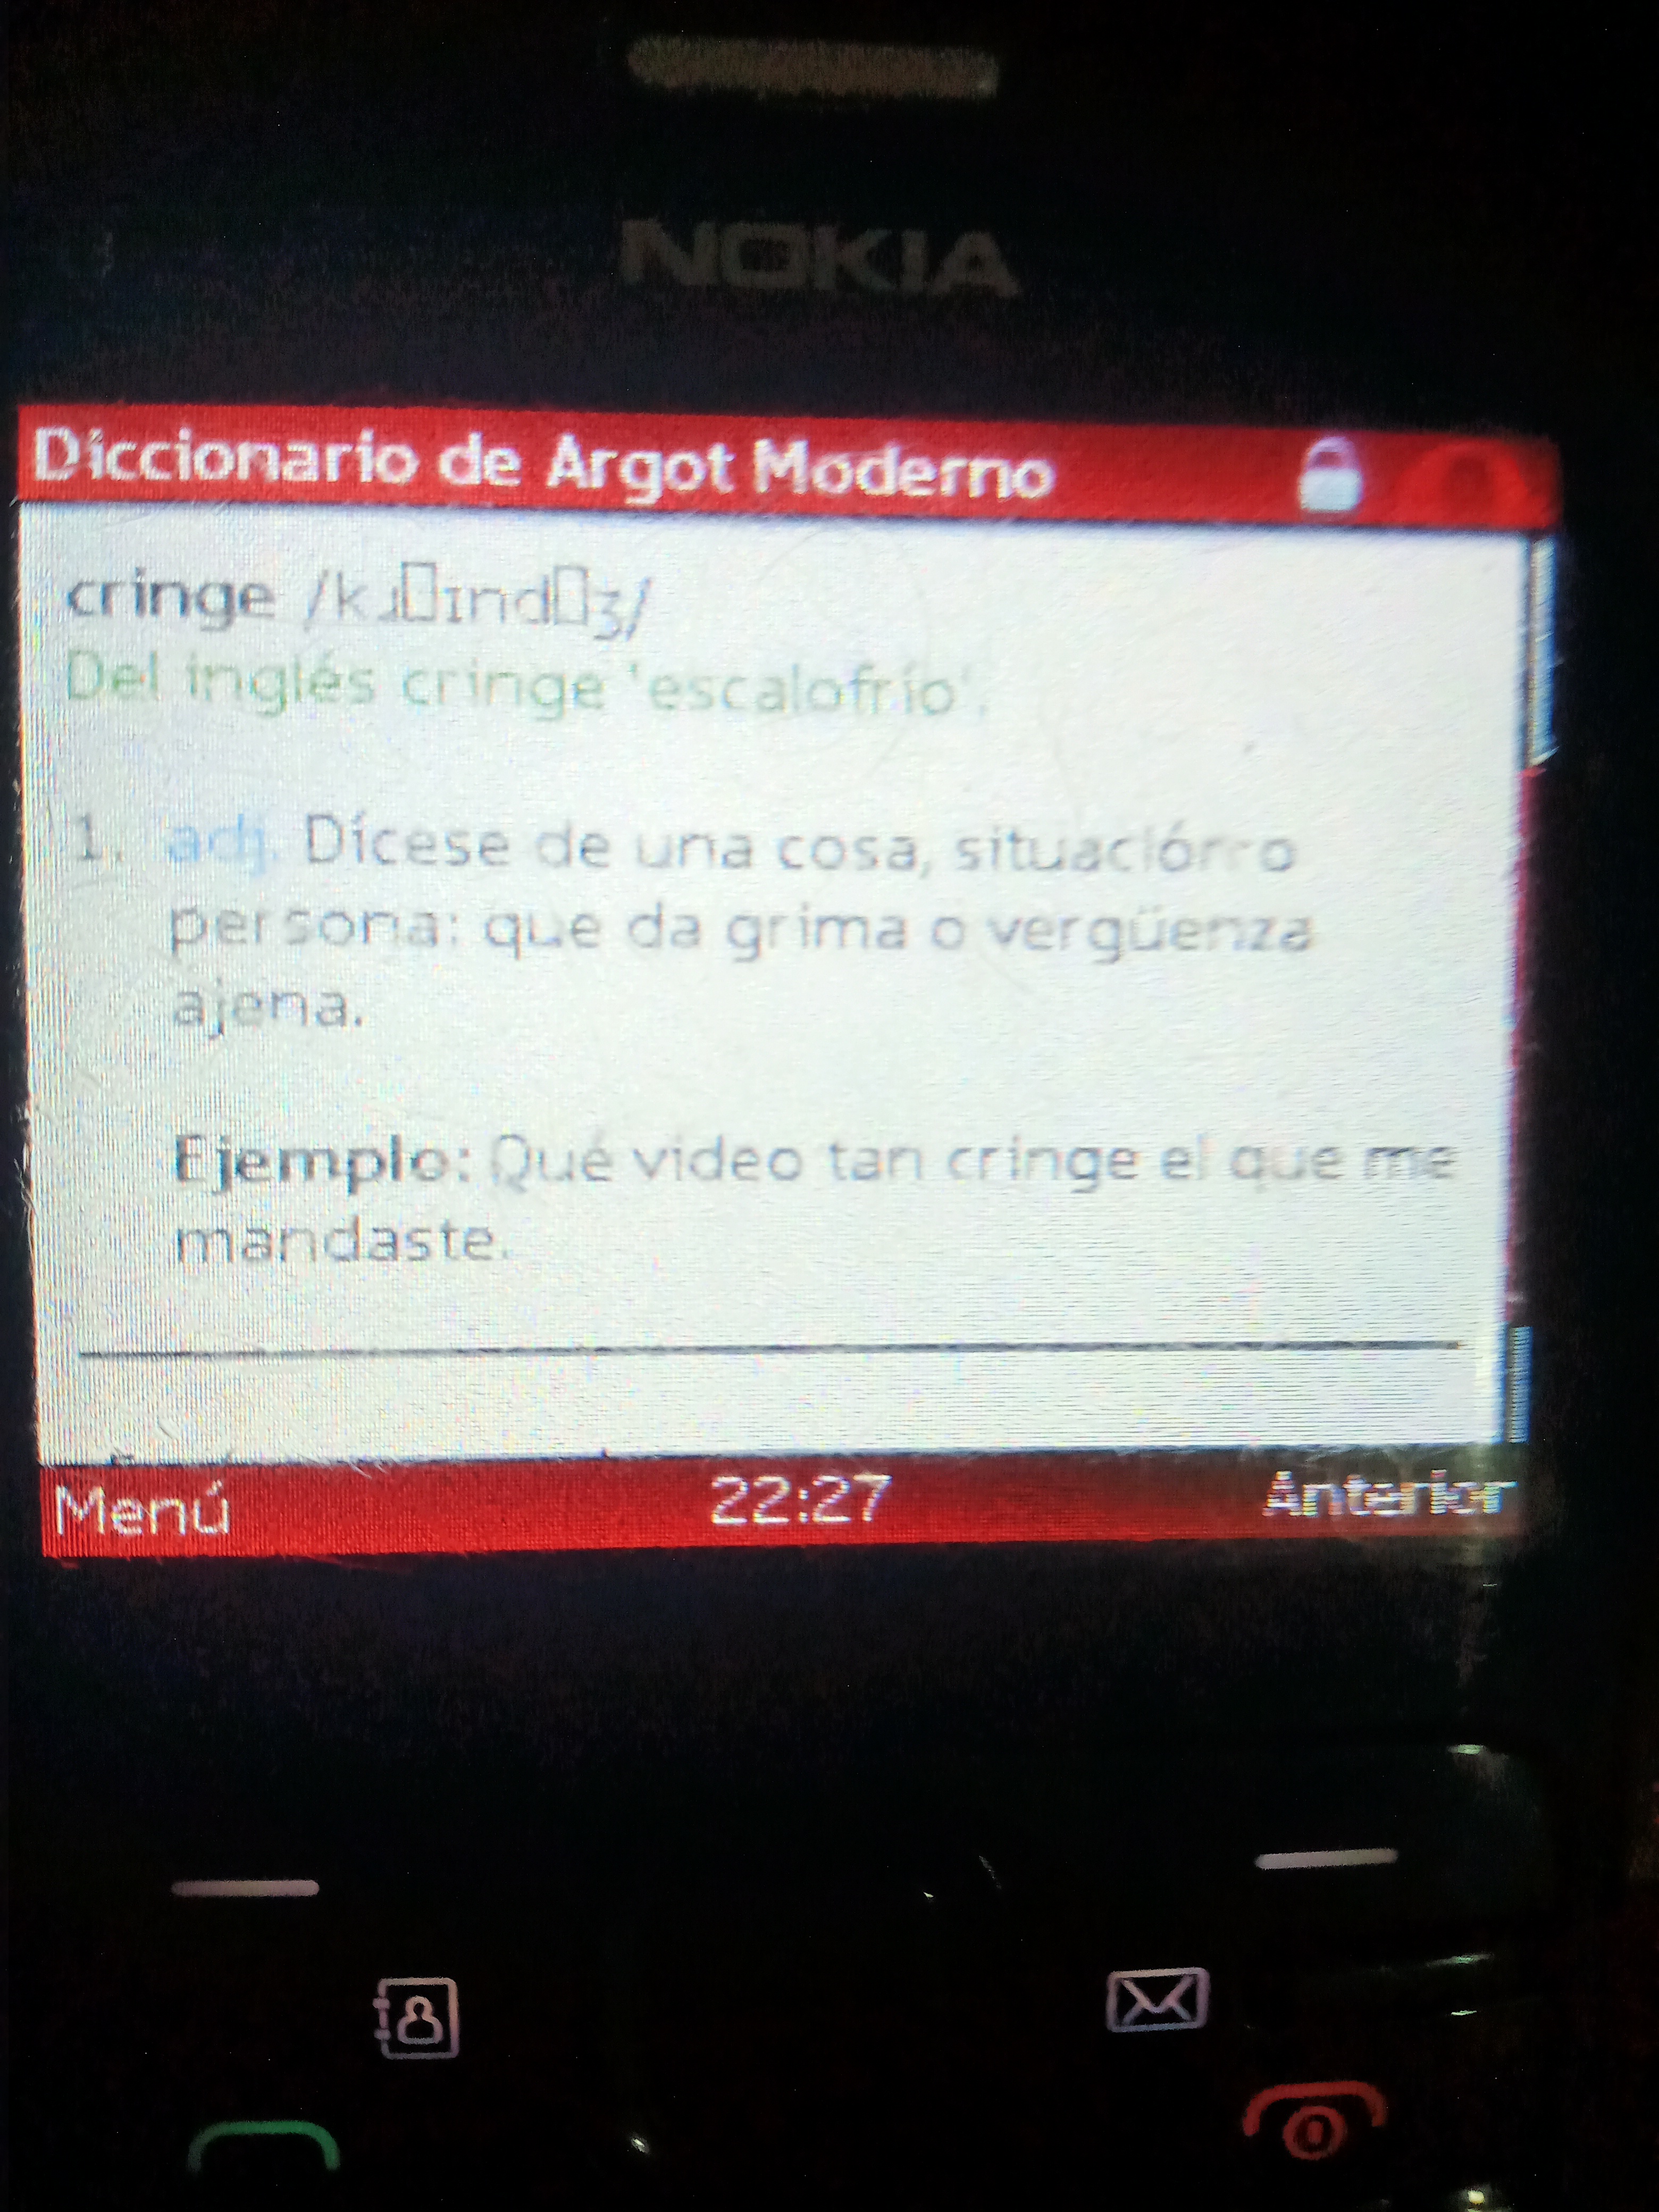 NOKIA
Diccionario de Argot Moderno
cringe /kɹ▯ɪnd▯ʒ/
Del inglés cringe 'escalofrío'.
1. adj. Dícese de una cosa, situación o
persona: que da grima o vergüenza
ajena.
Ejemplo: Qué video tan cringe el que me
mandaste.
Menú 22:27 Anterior